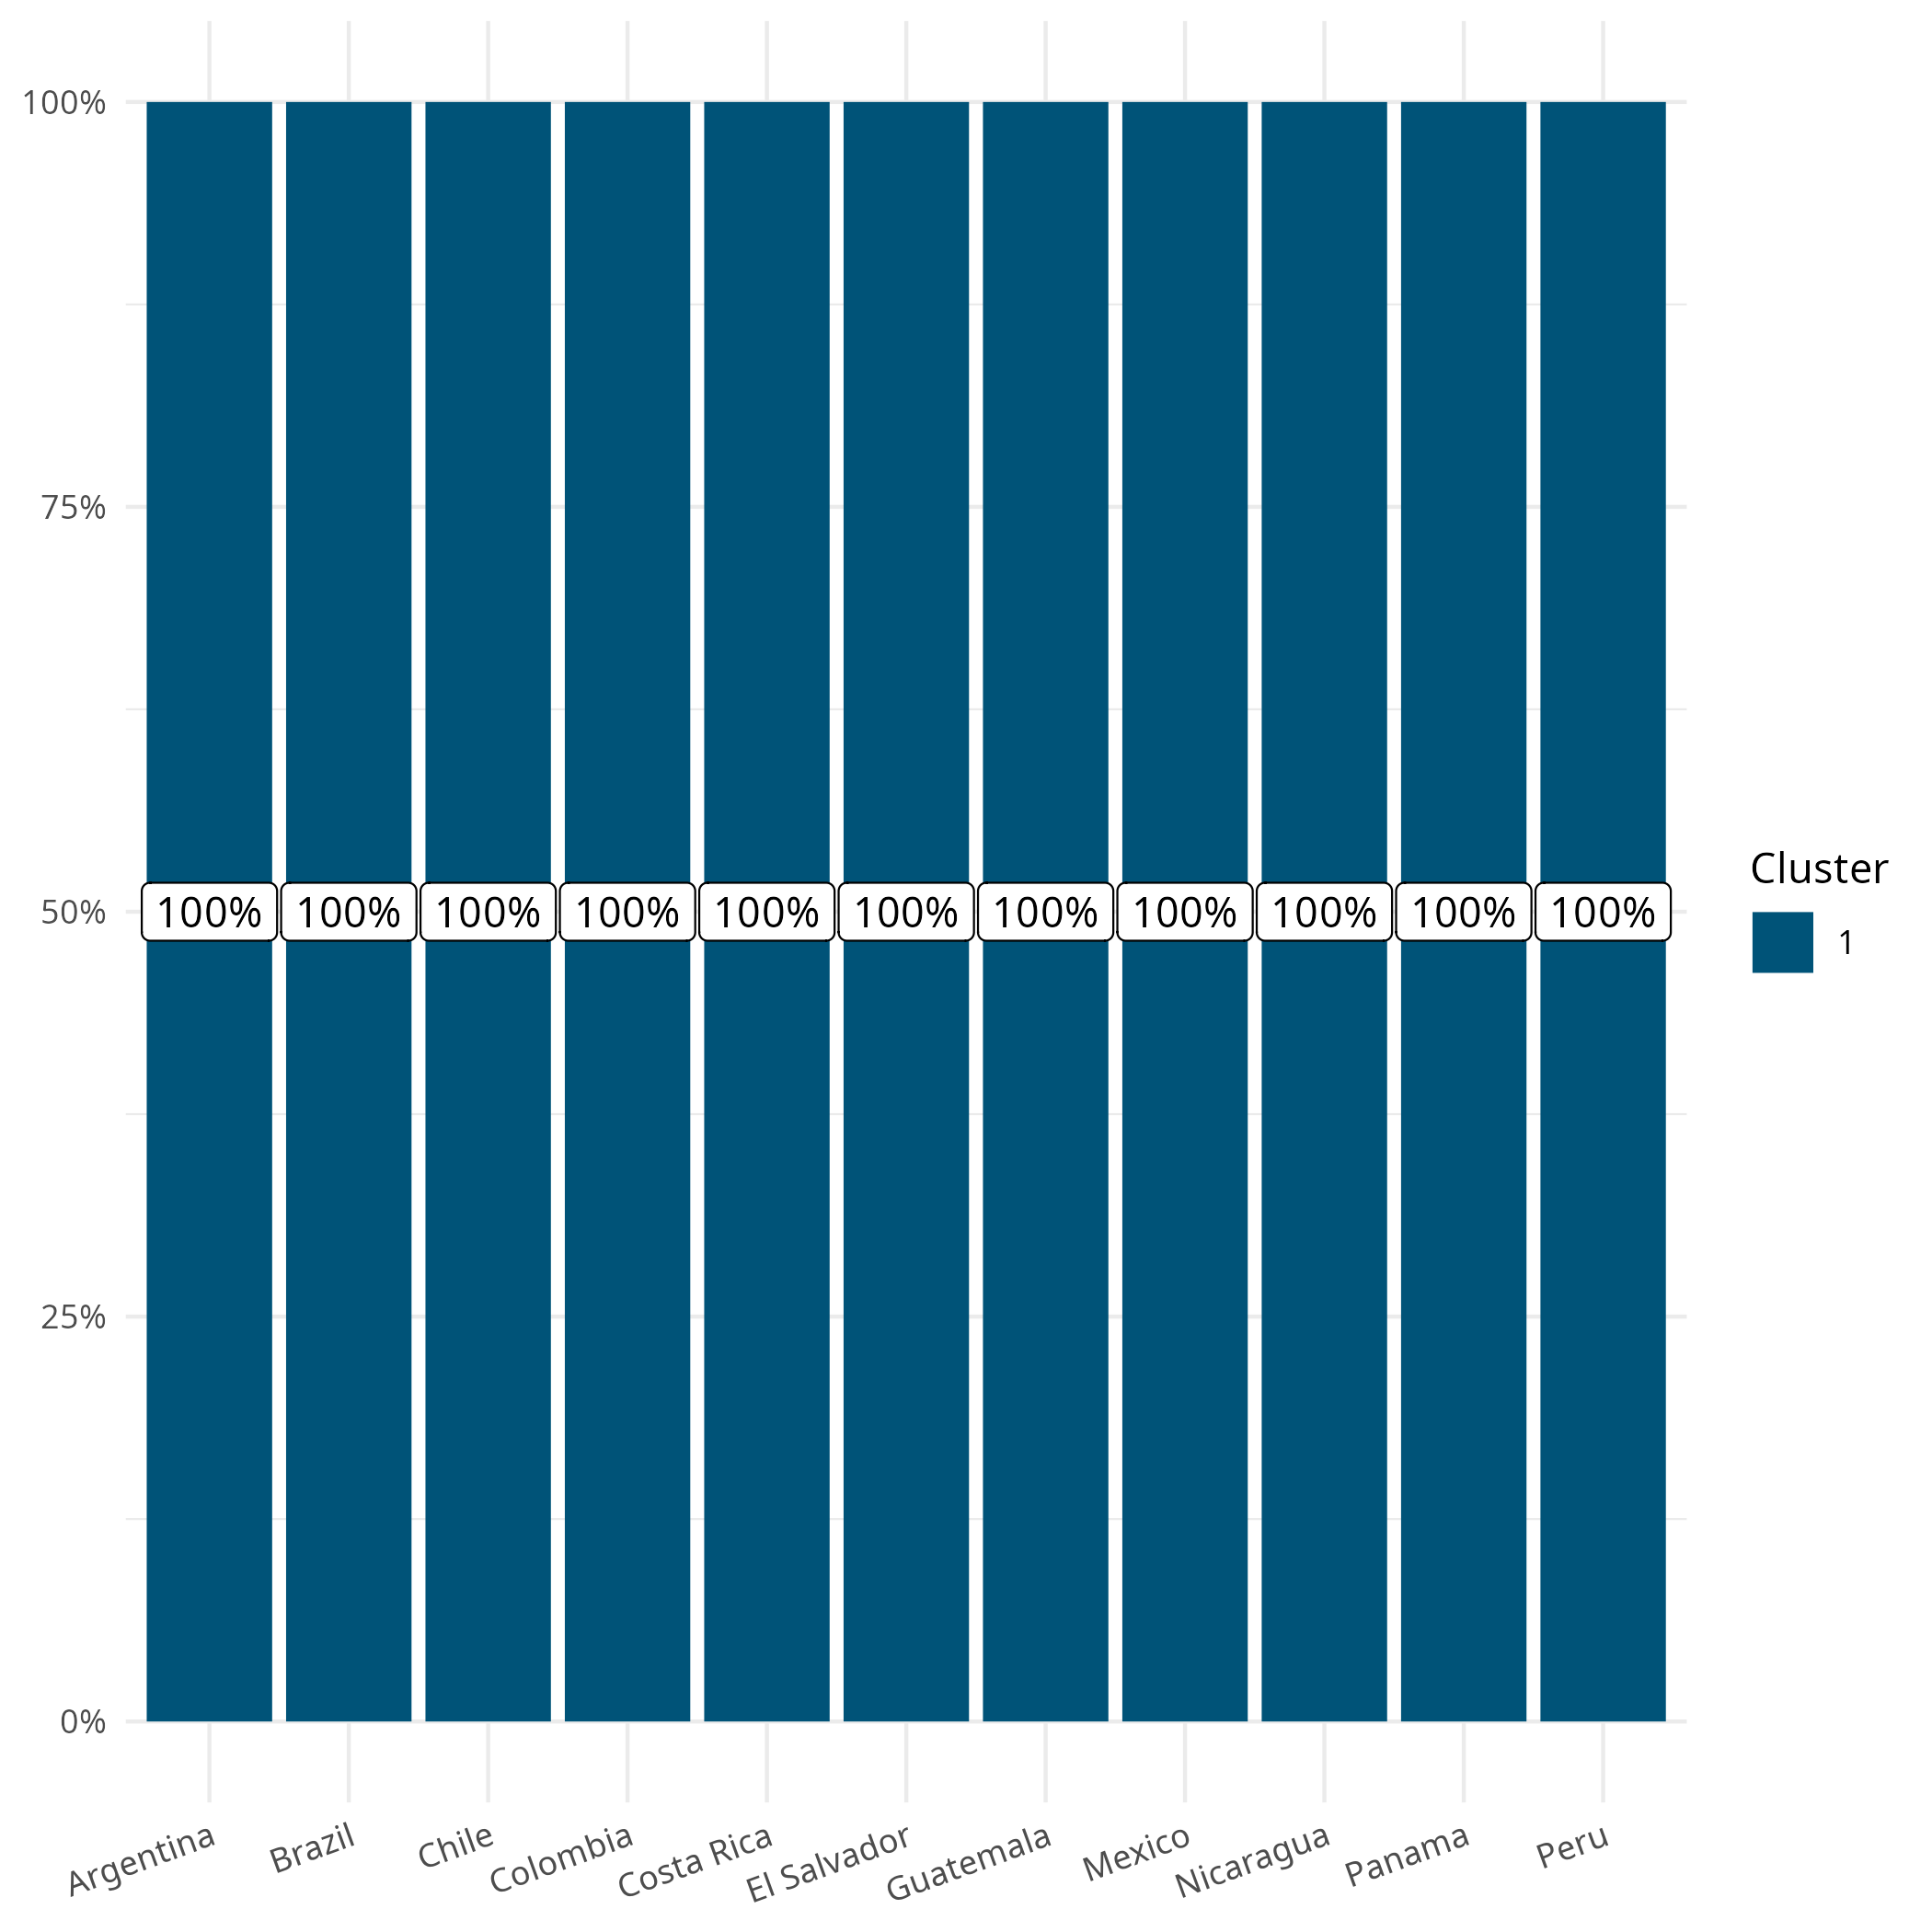 100%
75%
50%
25%
0%
100% 100% 100% 100% 100% 100% 100% 100% 100% 100% 100%
Argentina Brazil Chile Colombia Costa Rica El Salvador Guatemala Mexico Nicaragua Panama Peru
Cluster
1